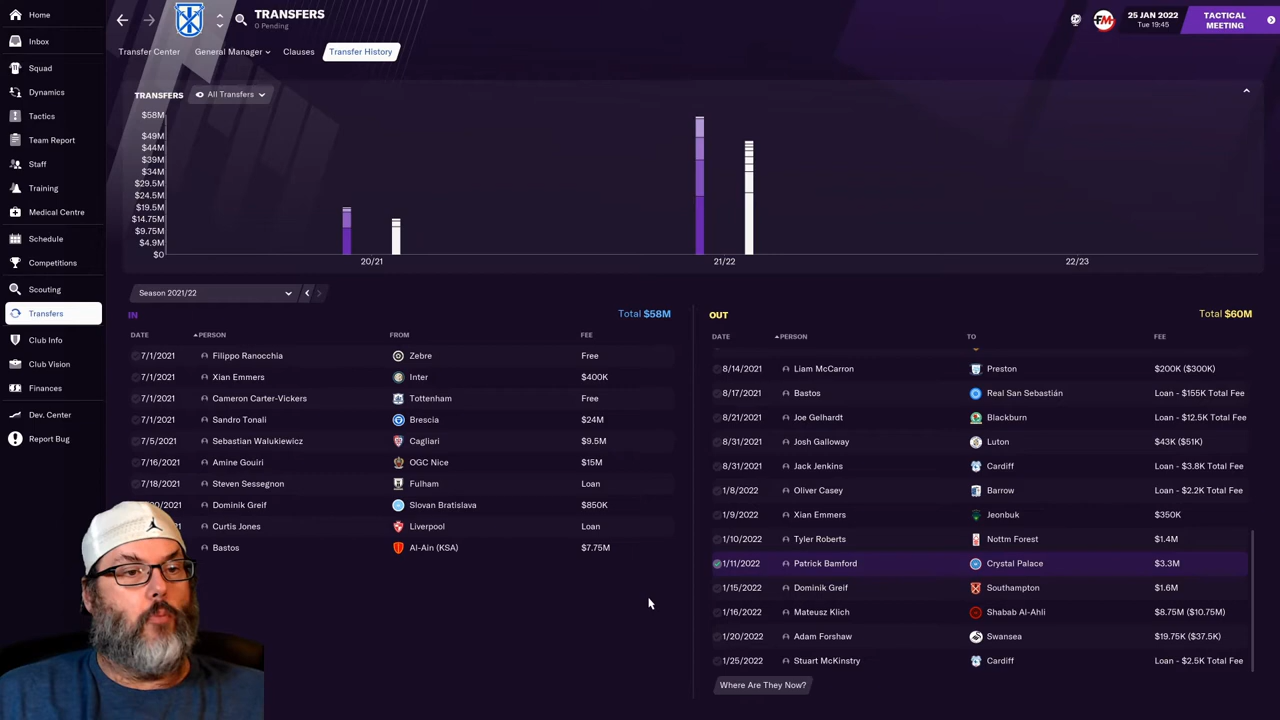 Home
TRANSFERS
0 Pending
25 JAN 2022
Tue 19:45
TACTICAL
MEETING
Inbox
Transfer Center
General Manager
Clauses
Transfer History
Squad
Dynamics
Tactics
Team Report
Staff
Training
Medical Centre
Schedule
Competitions
Scouting
Transfers
Club Info
Club Vision
Finances
Dev. Center
Report Bug
TRANSFERS
All Transfers
$58M
$49M
$44M
$39M
$34M
$29.5M
$24.5M
$19.5M
$14.75M
$9.75M
$4.9M
$0
20/21
21/22
22/23
Season 2021/22
IN
Total $58M
DATE PERSON FROM FEE
7/1/2021 Filippo Ranocchia Zebre Free
7/1/2021 Xian Emmers Inter $400K
7/1/2021 Cameron Carter-Vickers Tottenham Free
7/1/2021 Sandro Tonali Brescia $24M
7/5/2021 Sebastian Walukiewicz Cagliari $9.5M
7/16/2021 Amine Gouiri OGC Nice $15M
7/18/2021 Steven Sessegnon Fulham Loan
/2021 Dominik Greif Slovan Bratislava $850K
Curtis Jones Liverpool Loan
Bastos Al-Ain (KSA) $7.75M
OUT
Total $60M
DATE PERSON TO FEE
8/14/2021 Liam McCarron Preston $200K ($300K)
8/17/2021 Bastos Real San Sebastián Loan - $155K Total Fee
8/21/2021 Joe Gelhardt Blackburn Loan - $12.5K Total Fee
8/31/2021 Josh Galloway Luton $43K ($51K)
8/31/2021 Jack Jenkins Cardiff Loan - $3.8K Total Fee
1/8/2022 Oliver Casey Barrow Loan - $2.2K Total Fee
1/9/2022 Xian Emmers Jeonbuk $350K
1/10/2022 Tyler Roberts Nottm Forest $1.4M
1/11/2022 Patrick Bamford Crystal Palace $3.3M
1/15/2022 Dominik Greif Southampton $1.6M
1/16/2022 Mateusz Klich Shabab Al-Ahli $8.75M ($10.75M)
1/20/2022 Adam Forshaw Swansea $19.75K ($37.5K)
1/25/2022 Stuart McKinstry Cardiff Loan - $2.5K Total Fee
Where Are They Now?